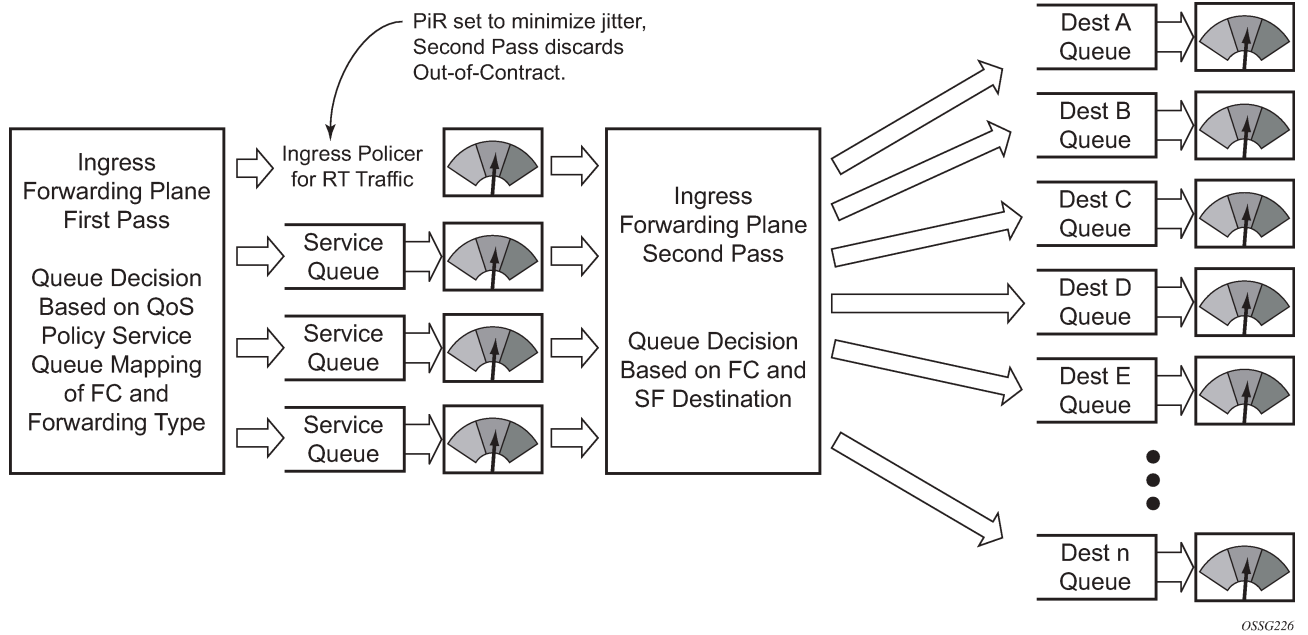 PiR set to minimize jitter,
Second Pass discards
Out-of-Contract.
Ingress
Forwarding Plane
First Pass
Queue Decision
Based on QoS
Policy Service
Queue Mapping
of FC and
Forwarding Type
Ingress Policer
for RT Traffic
Service
Queue
Service
Queue
Service
Queue
Ingress
Forwarding Plane
Second Pass
Queue Decision
Based on FC and
SF Destination
Dest A
Queue
Dest B
Queue
Dest C
Queue
Dest D
Queue
Dest E
Queue
Dest n
Queue
OSSG226